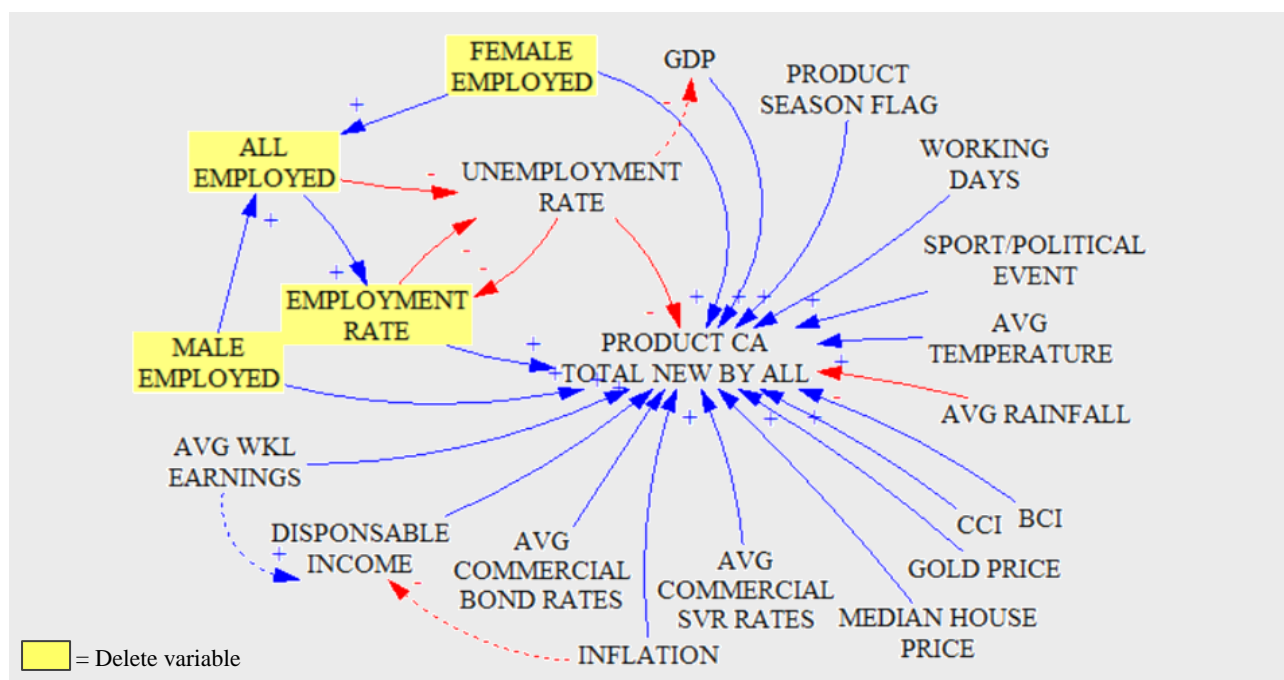 FEMALE
EMPLOYED
GDP
PRODUCT
SEASON FLAG
ALL
EMPLOYED
UNEMPLOYMENT
RATE
WORKING
DAYS
SPORT/POLITICAL
EVENT
EMPLOYMENT
RATE
AVG
TEMPERATURE
MALE
EMPLOYED
PRODUCT CA
TOTAL NEW BY ALL
AVG RAINFALL
AVG WKL
EARNINGS
DISPONSABLE
INCOME
AVG
COMMERCIAL
BOND RATES
AVG
COMMERCIAL
SVR RATES
CCI
BCI
GOLD PRICE
MEDIAN HOUSE
PRICE
INFLATION
= Delete variable